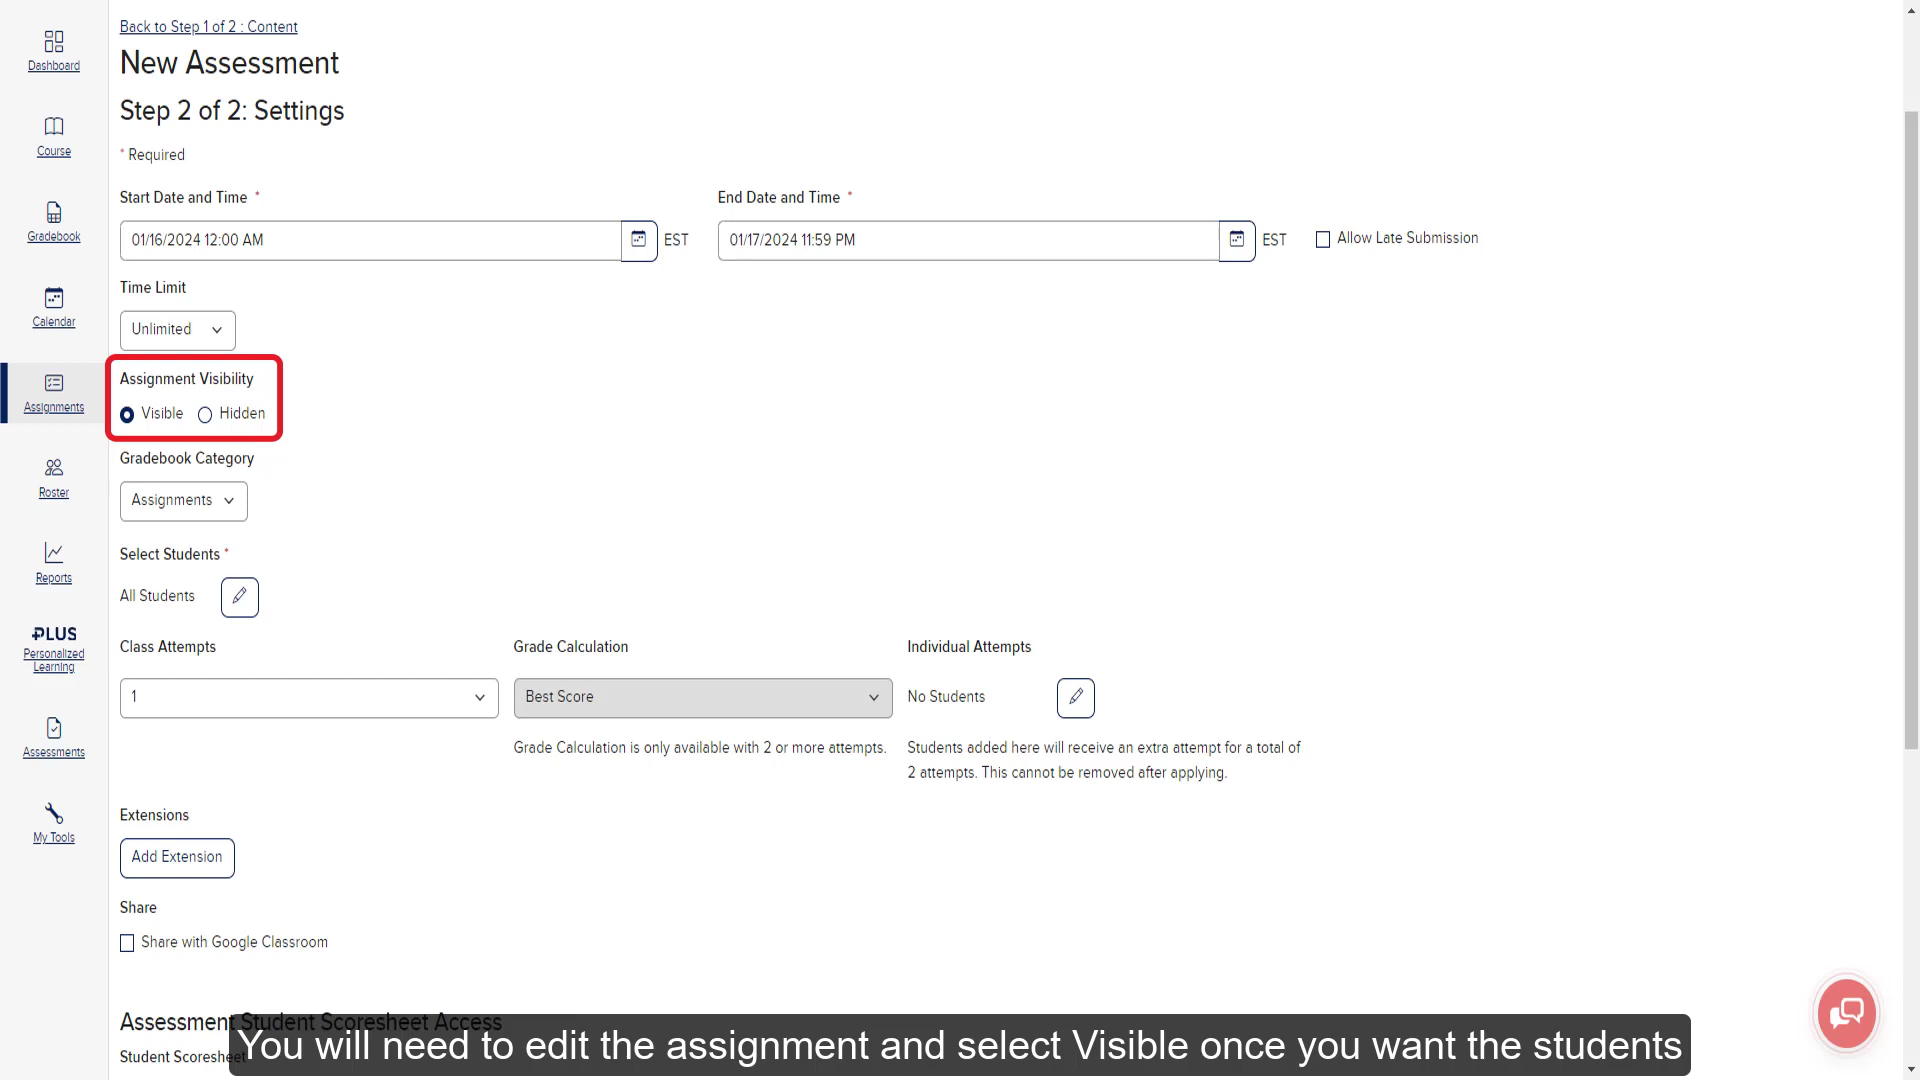 Back to Step 1 of 2 : Content
New Assessment
Step 2 of 2: Settings
* Required
Dashboard
Course
Gradebook
Calendar
Assignments
Roster
Reports
PLUS
Personalized
Learning
Assessments
My Tools
Start Date and Time *
01/16/2024 12:00 AM
EST
End Date and Time *
01/17/2024 11:59 PM
EST
Allow Late Submission
Time Limit
Unlimited
Assignment Visibility
Visible
Hidden
Gradebook Category
Assignments
Select Students *
All Students
Class Attempts
1
Grade Calculation
Best Score
Grade Calculation is only available with 2 or more attempts.
Individual Attempts
No Students
Students added here will receive an extra attempt for a total of
2 attempts. This cannot be removed after applying.
Extensions
Add Extension
Share
Share with Google Classroom
Assessment Student Scoresheet Access
Student Scoresheet
You will need to edit the assignment and select Visible once you want the students